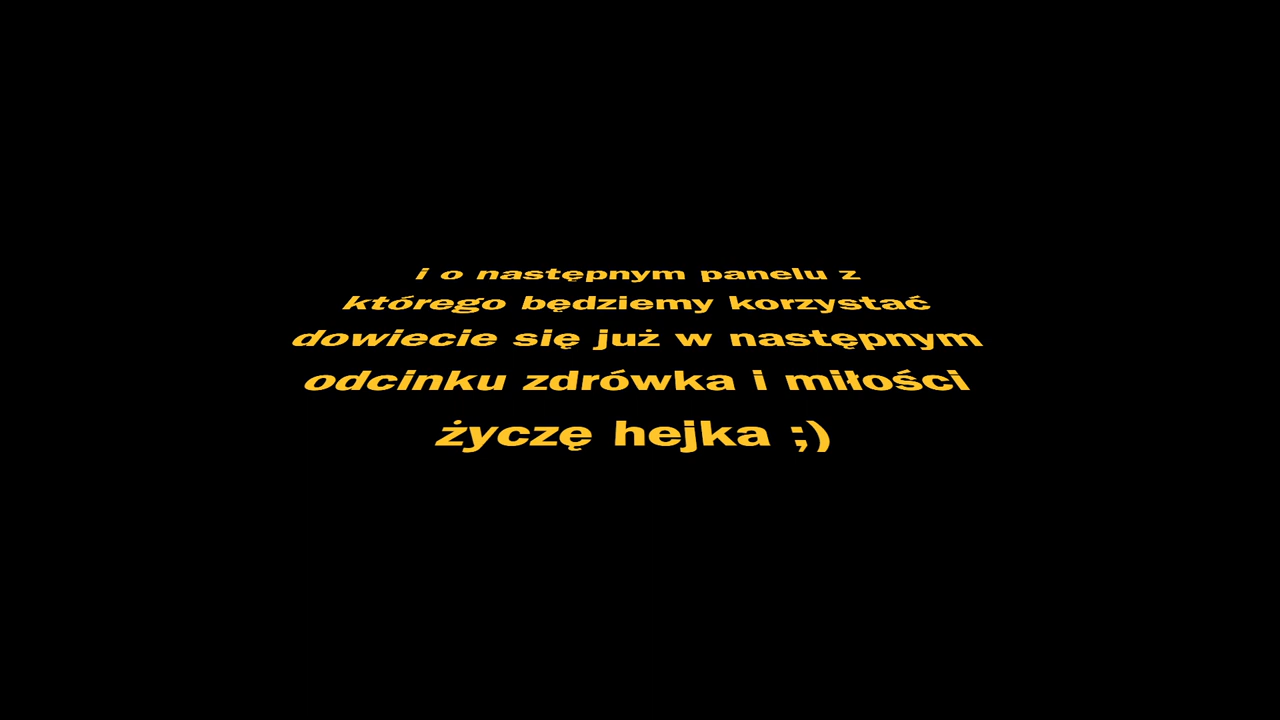 i o następnym panelu z
którego będziemy korzystać
dowiecie się już w następnym
odcinku zdrówka i miłości
życzę hejka ;)